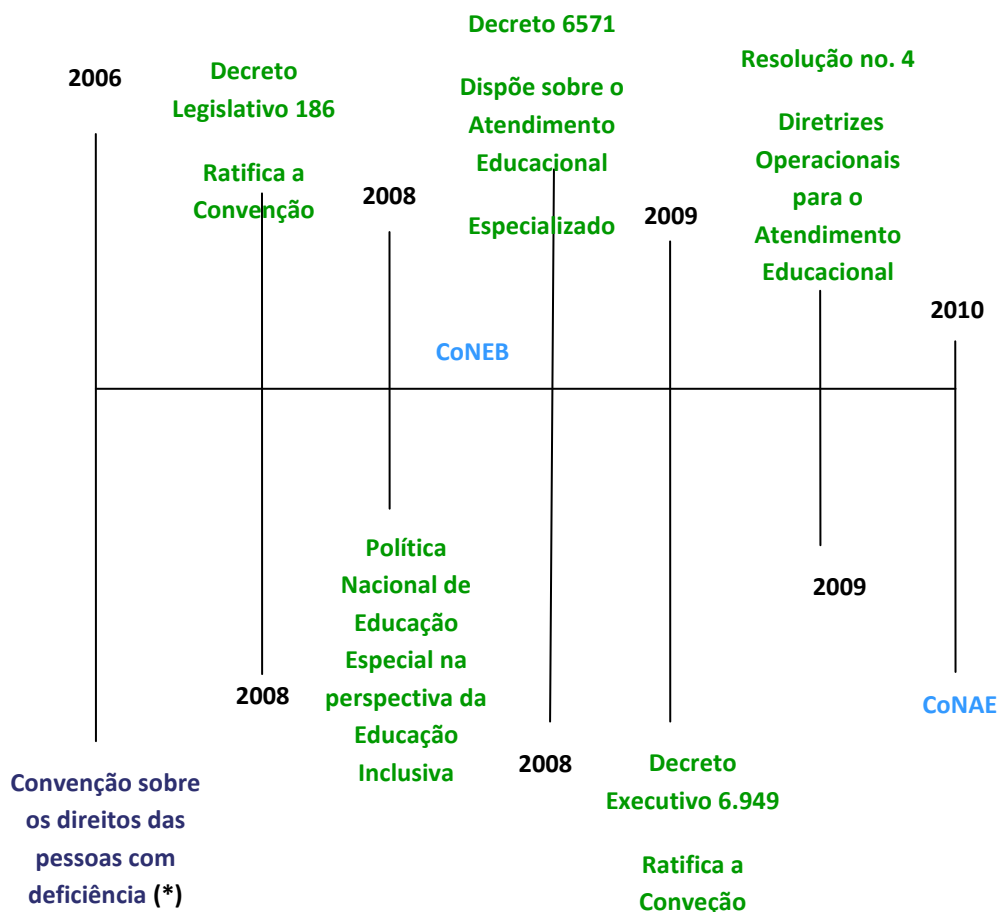 2006
Decreto
Legislativo 186
Ratifica a
Convenção
2008
Decreto 6571
Dispõe sobre o
Atendimento
Educacional
Especializado
2009
Resolução no. 4
Diretrizes
Operacionais
para o
Atendimento
Educacional
2010
CoNEB
Convenção sobre
os direitos das
pessoas com
deficiência (*)
2008
Política
Nacional de
Educação
Especial na
perspectiva da
Educação
Inclusiva
2008
Decreto
Executivo 6.949
Ratifica a
Conveção
2009
CoNAE